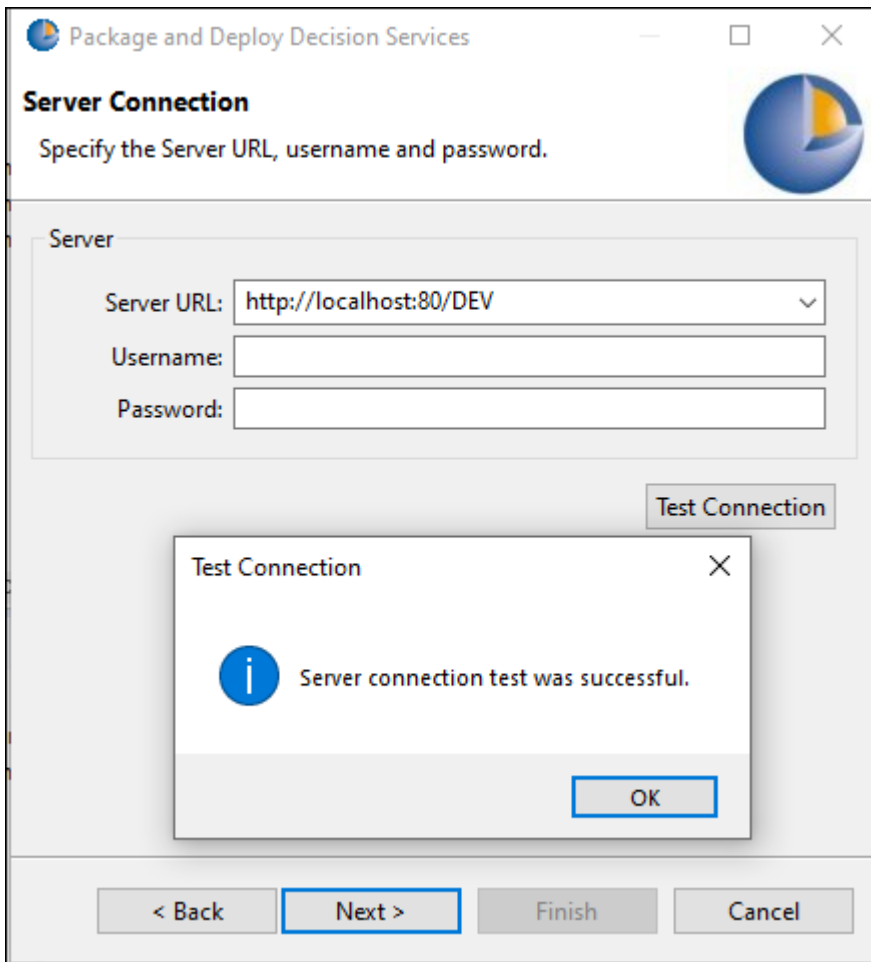 Package and Deploy Decision Services
Server Connection
Specify the Server URL, username and password.
Server
Server URL: http://localhost:80/DEV
Username:
Password:
Test Connection
Test Connection
Server connection test was successful.
OK
< Back Next > Finish Cancel